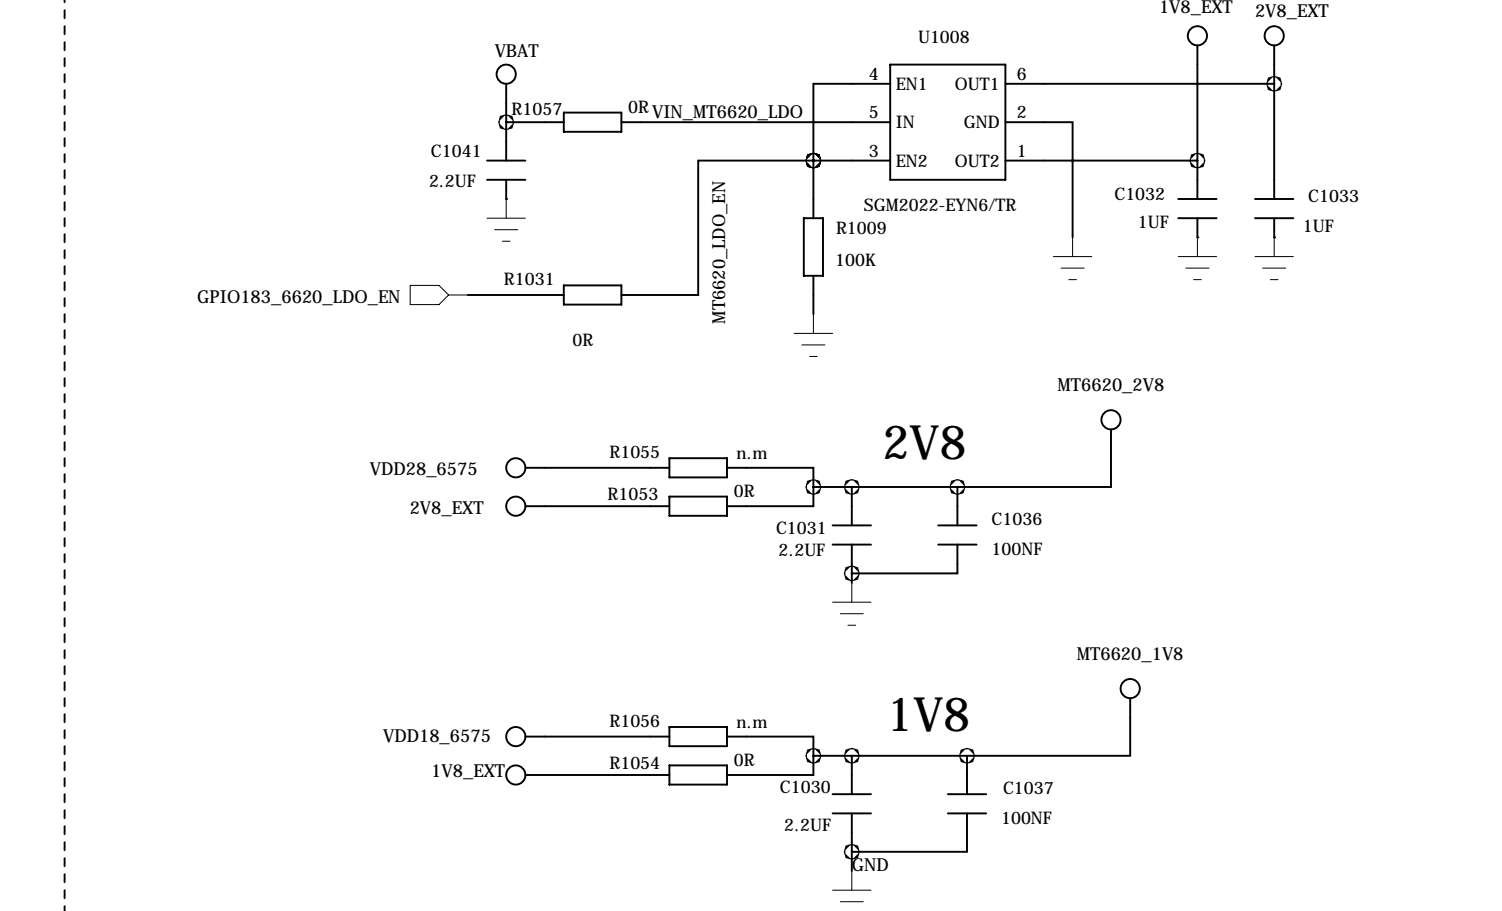 1V8_EXT 2V8_EXT
U1008
VBAT
4 EN1 OUT1 6
R1057 0R VIN_MT6620_LDO 5 IN GND 2
C1041 3 EN2 OUT2 1
2.2UF
MT6620_LDO_EN
SGM2022-EYN6/TR
C1032 C1033
1UF 1UF
R1009
100K
R1031
GPIO183_6620_LDO_EN
0R
MT6620_2V8
2V8
R1055 n.m
VDD28_6575
R1053 0R
2V8_EXT
C1031 C1036
2.2UF 100NF
MT6620_1V8
1V8
R1056 n.m
VDD18_6575
R1054 0R
1V8_EXT
C1030 C1037
2.2UF 100NF
GND